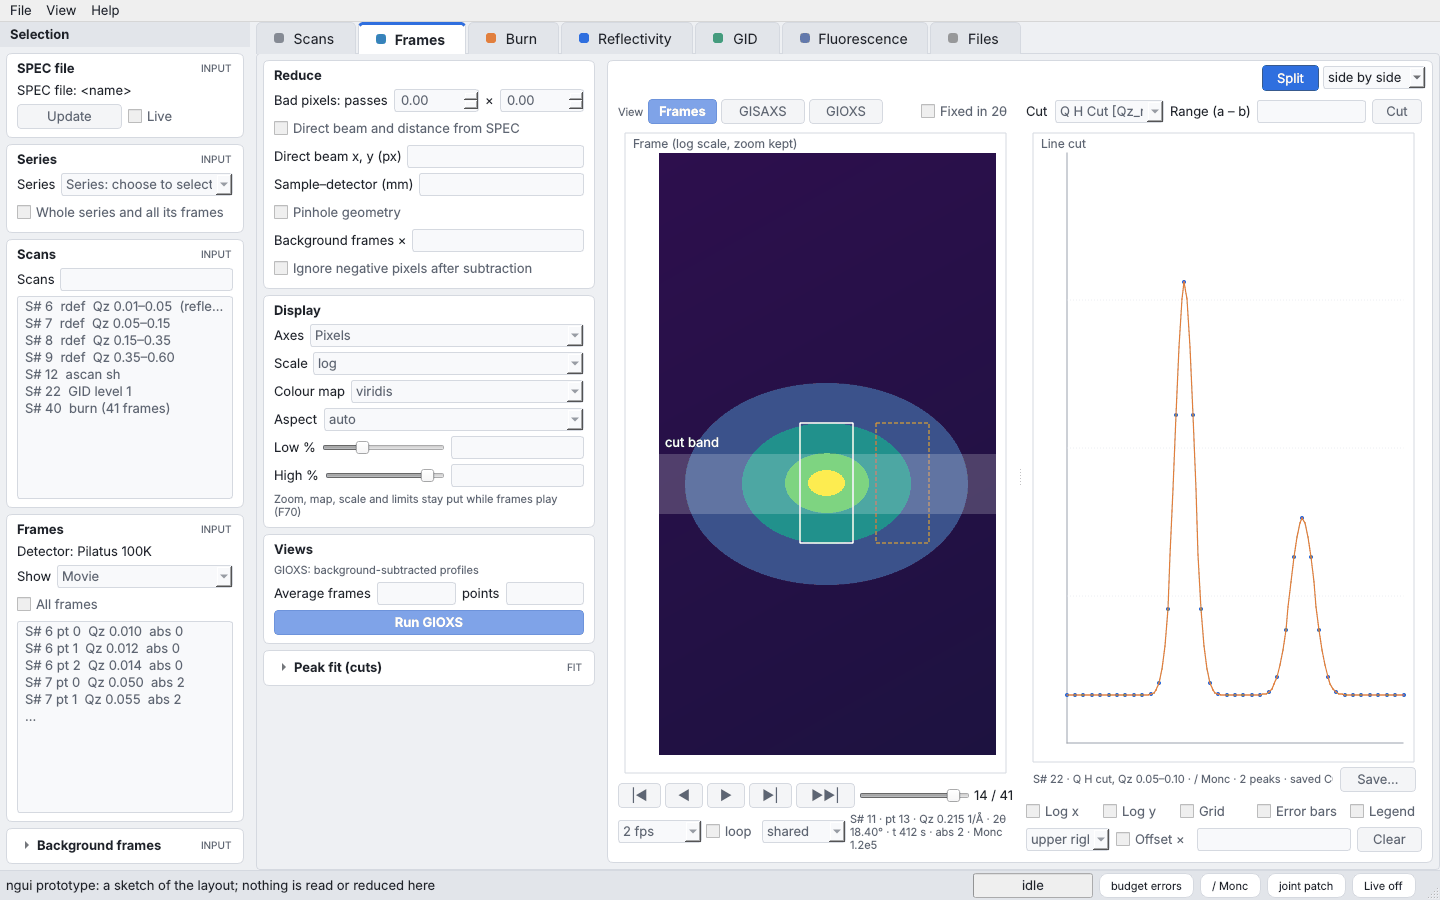 File View Help
Selection
Scans Frames Burn Reflectivity GID Fluorescence Files
SPEC file INPUT
SPEC file: <name>
Update Live
Series INPUT
Series Series: choose to select
Whole series and all its frames
Scans INPUT
Scans
S# 6 rdef Qz 0.01–0.05 (refle...
S# 7 rdef Qz 0.05–0.15
S# 8 rdef Qz 0.15–0.35
S# 9 rdef Qz 0.35–0.60
S# 12 ascan sh
S# 22 GID level 1
S# 40 burn (41 frames)
Frames INPUT
Detector: Pilatus 100K
Show Movie
All frames
S# 6 pt 0 Qz 0.010 abs 0
S# 6 pt 1 Qz 0.012 abs 0
S# 6 pt 2 Qz 0.014 abs 0
S# 7 pt 0 Qz 0.050 abs 2
S# 7 pt 1 Qz 0.055 abs 2
...
Background frames INPUT
Reduce
Bad pixels: passes 0.00 × 0.00
Direct beam and distance from SPEC
Direct beam x, y (px)
Sample–detector (mm)
Pinhole geometry
Background frames ×
Ignore negative pixels after subtraction
Display
Axes Pixels
Scale log
Colour map viridis
Aspect auto
Low %
High %
Zoom, map, scale and limits stay put while frames play
(F70)
Views
GIOXS: background-subtracted profiles
Average frames points
Run GIOXS
Peak fit (cuts) FIT
Split side by side
View Frames GISAXS GIOXS Fixed in 2θ
Frame (log scale, zoom kept)
cut band
14 / 41
2 fps loop shared
S# 11 · pt 13 · Qz 0.215 1/Å · 2θ
18.40° · t 412 s · abs 2 · Monc
1.2e5
Cut Q H Cut [Qz_r Range (a – b) Cut
Line cut
S# 22 · Q H cut, Qz 0.05–0.10 · / Monc · 2 peaks · saved C Save...
Log x Log y Grid Error bars Legend
upper rigl Offset × Clear
ngui prototype: a sketch of the layout; nothing is read or reduced here
idle budget errors / Monc joint patch Live off